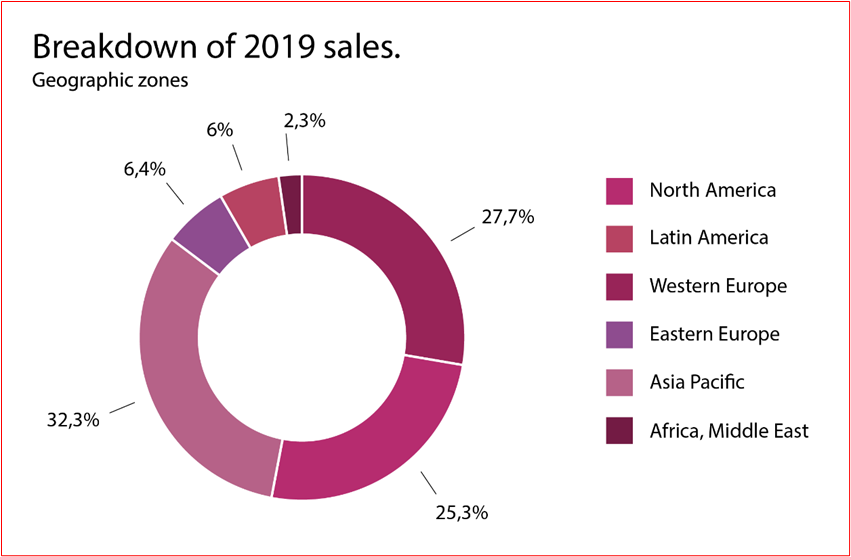 Breakdown of 2019 sales.
Geographic zones
2,3%
6%
6,4%
27,7%
32,3%
25,3%
North America
Latin America
Western Europe
Eastern Europe
Asia Pacific
Africa, Middle East